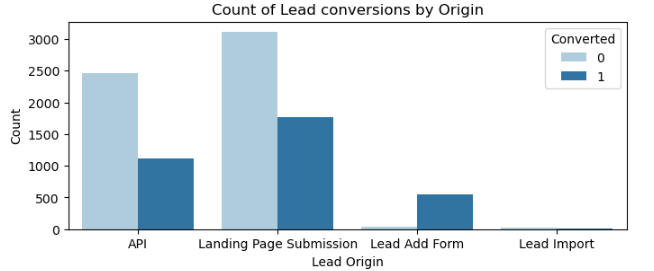 Count of Lead conversions by Origin
Converted
0
1
Count
3000
2500
2000
1500
1000
500
0
API Landing Page Submission Lead Add Form Lead Import
Lead Origin